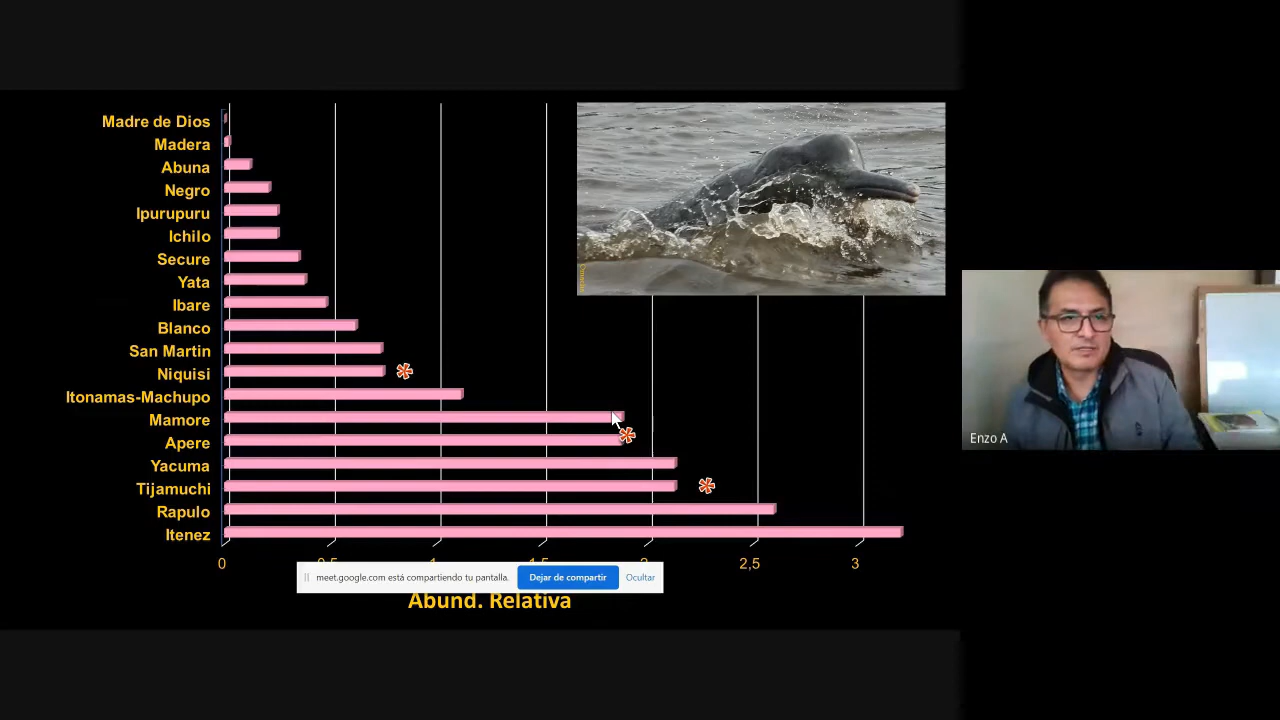 Madre de Dios
Madera
Abuna
Negro
Ipurupuru
Ichilo
Secure
Yata
Ibare
Blanco
San Martin
Niquisi
*
Itonamas-Machupo
Mamore
*
Apere
Yacuma
Tijamuchi
*
Rapulo
Itenez
Enzo A
0
2,5
3
meet.google.com está compartiendo tu pantalla.
Dejar de compartir
Ocultar
Abund. Relativa